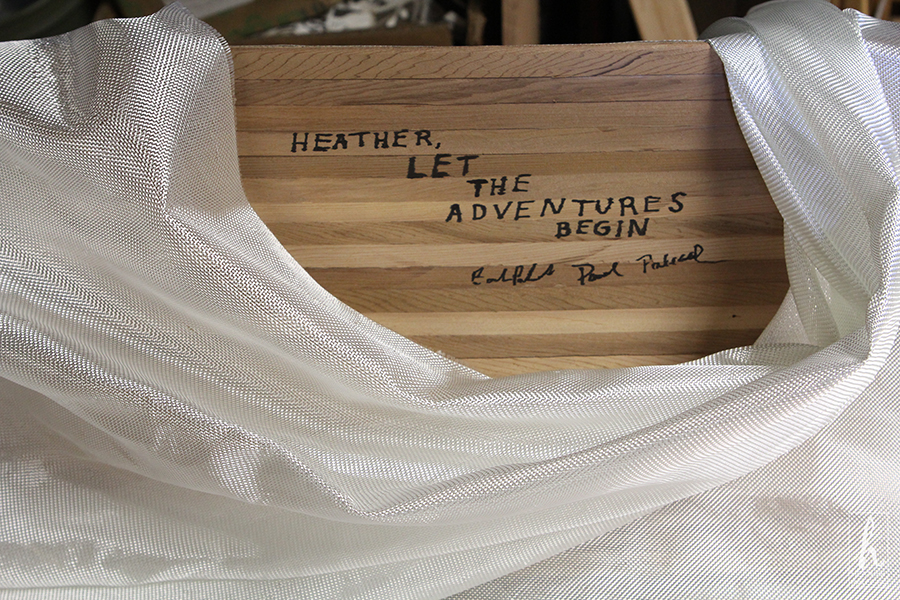 HEATHER,
LET
THE
ADVENTURES
BEGIN
Paul
h